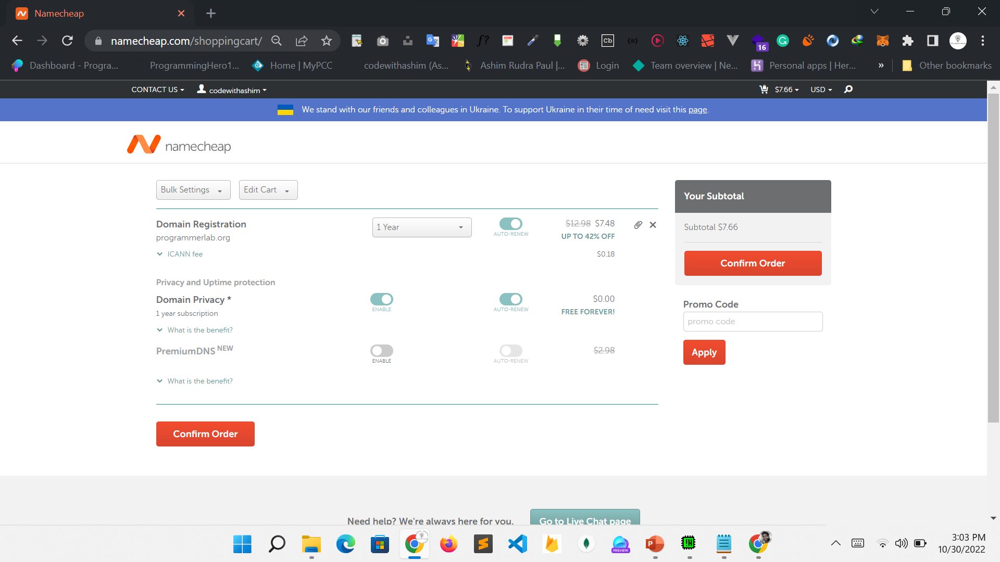 Namecheap
namecheap.com/shoppingcart/
f?
Cb
16
Dashboard - Progra...
ProgrammingHero1...
Home | MyPCC
codewithashim (As...
Ashim Rudra Paul |...
Login
Team overview | Ne...
Personal apps | Her...
»
Other bookmarks
CONTACT US
codewithashim
$7.66
USD
We stand with our friends and colleagues in Ukraine. To support Ukraine in their time of need visit this page.
namecheap
Bulk Settings
Edit Cart
Your Subtotal
Domain Registration
1 Year
AUTO-RENEW
$12.98 $7.48
Subtotal $7.66
programmerlab.org
UP TO 42% OFF
ICANN fee
$0.18
Confirm Order
Privacy and Uptime protection
Domain Privacy *
ENABLE
AUTO-RENEW
$0.00
Promo Code
1 year subscription
FREE FOREVER!
promo code
What is the benefit?
PremiumDNS NEW
ENABLE
AUTO-RENEW
$2.98
Apply
What is the benefit?
Confirm Order
Need help? We're always here for you.
Go to Live Chat page
PREVIEW
3:03 PM
10/30/2022